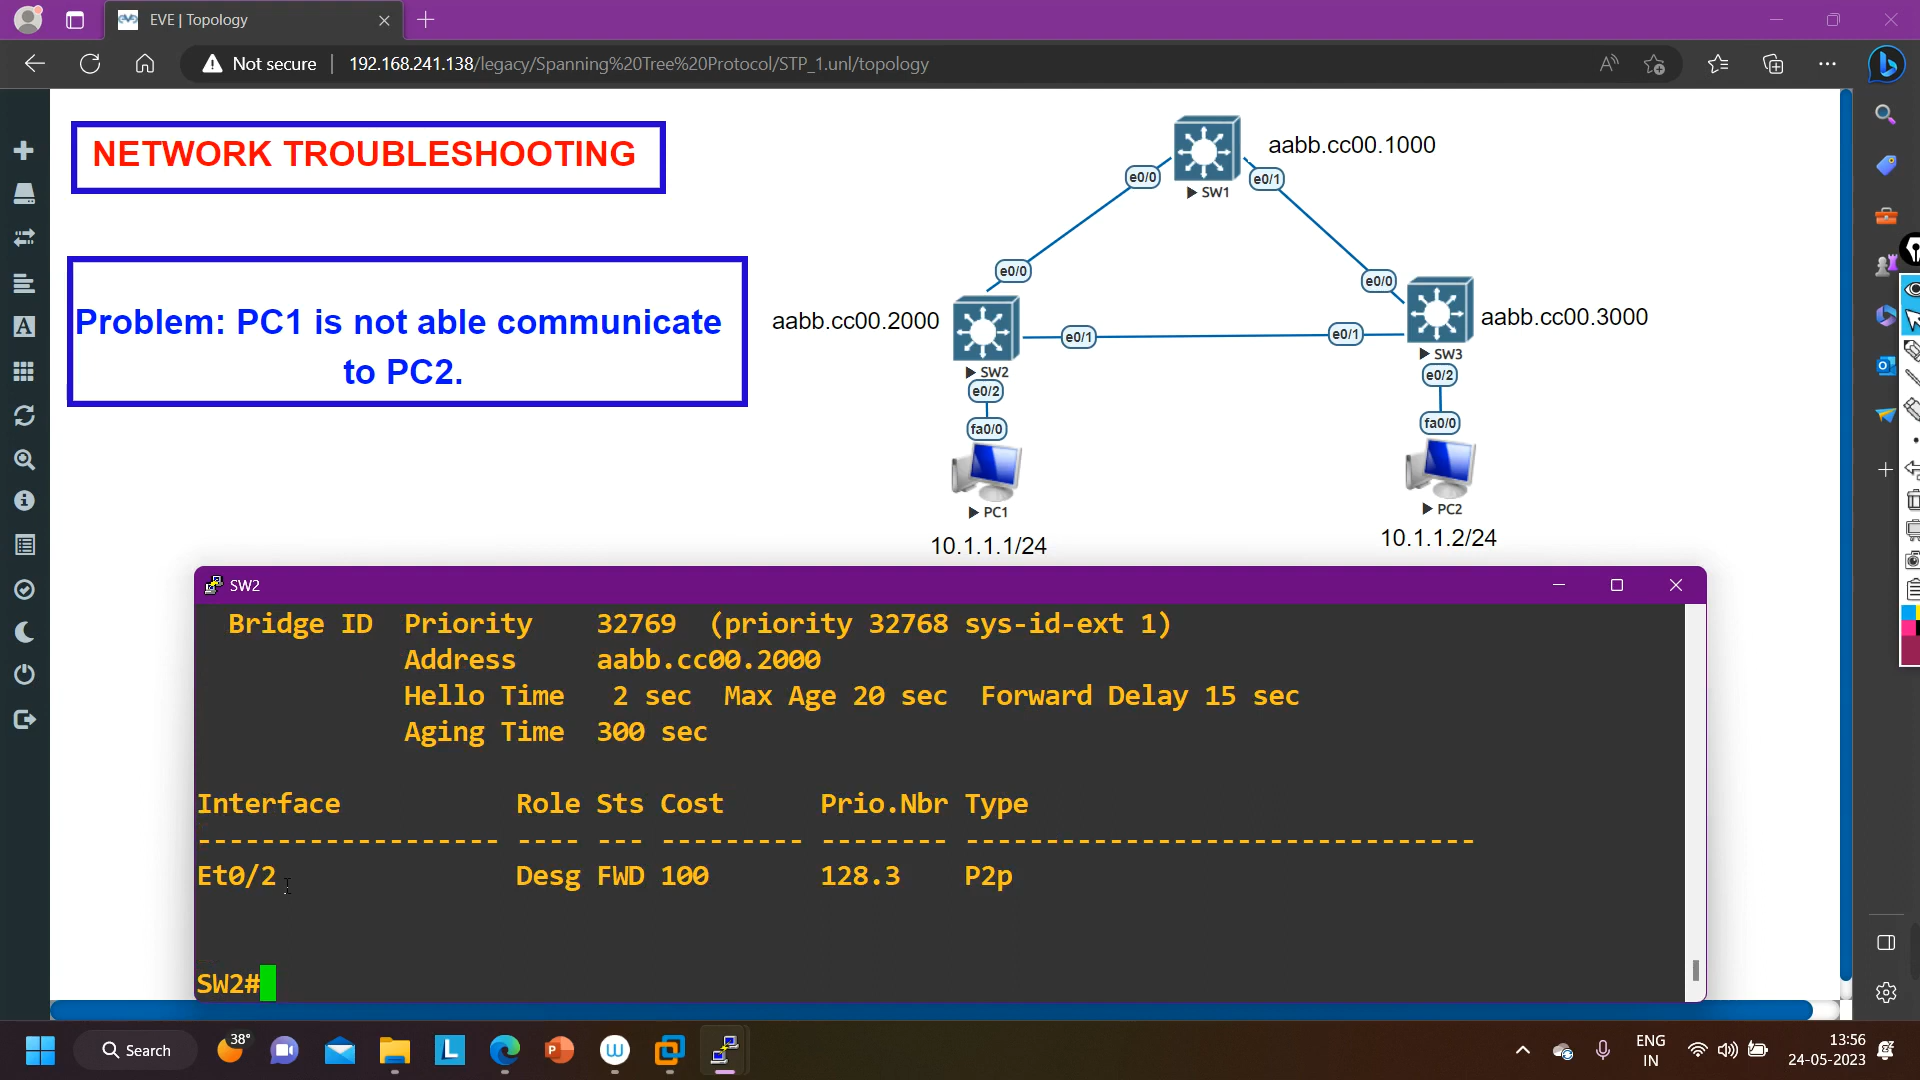 EVE | Topology
Not secure
192.168.241.138/legacy/Spanning%20Tree%20Protocol/STP_1.unl/topology
NETWORK TROUBLESHOOTING
Problem: PC1 is not able communicate
to PC2.
aabb.cc00.1000
e0/0
e0/1
SW1
e0/0
e0/0
aabb.cc00.2000
aabb.cc00.3000
e0/1
e0/1
SW2
SW3
e0/2
e0/2
fa0/0
fa0/0
PC1
PC2
10.1.1.1/24
10.1.1.2/24
SW2
Bridge ID Priority 32769 (priority 32768 sys-id-ext 1)
Address aabb.cc00.2000
Hello Time 2 sec Max Age 20 sec Forward Delay 15 sec
Aging Time 300 sec
Interface Role Sts Cost Prio.Nbr Type
------------------- ---- --- --------- -------- --------------------------------
Et0/2 Desg FWD 100 128.3 P2p
SW2#
Search
38°
ENG
IN
13:56
24-05-2023